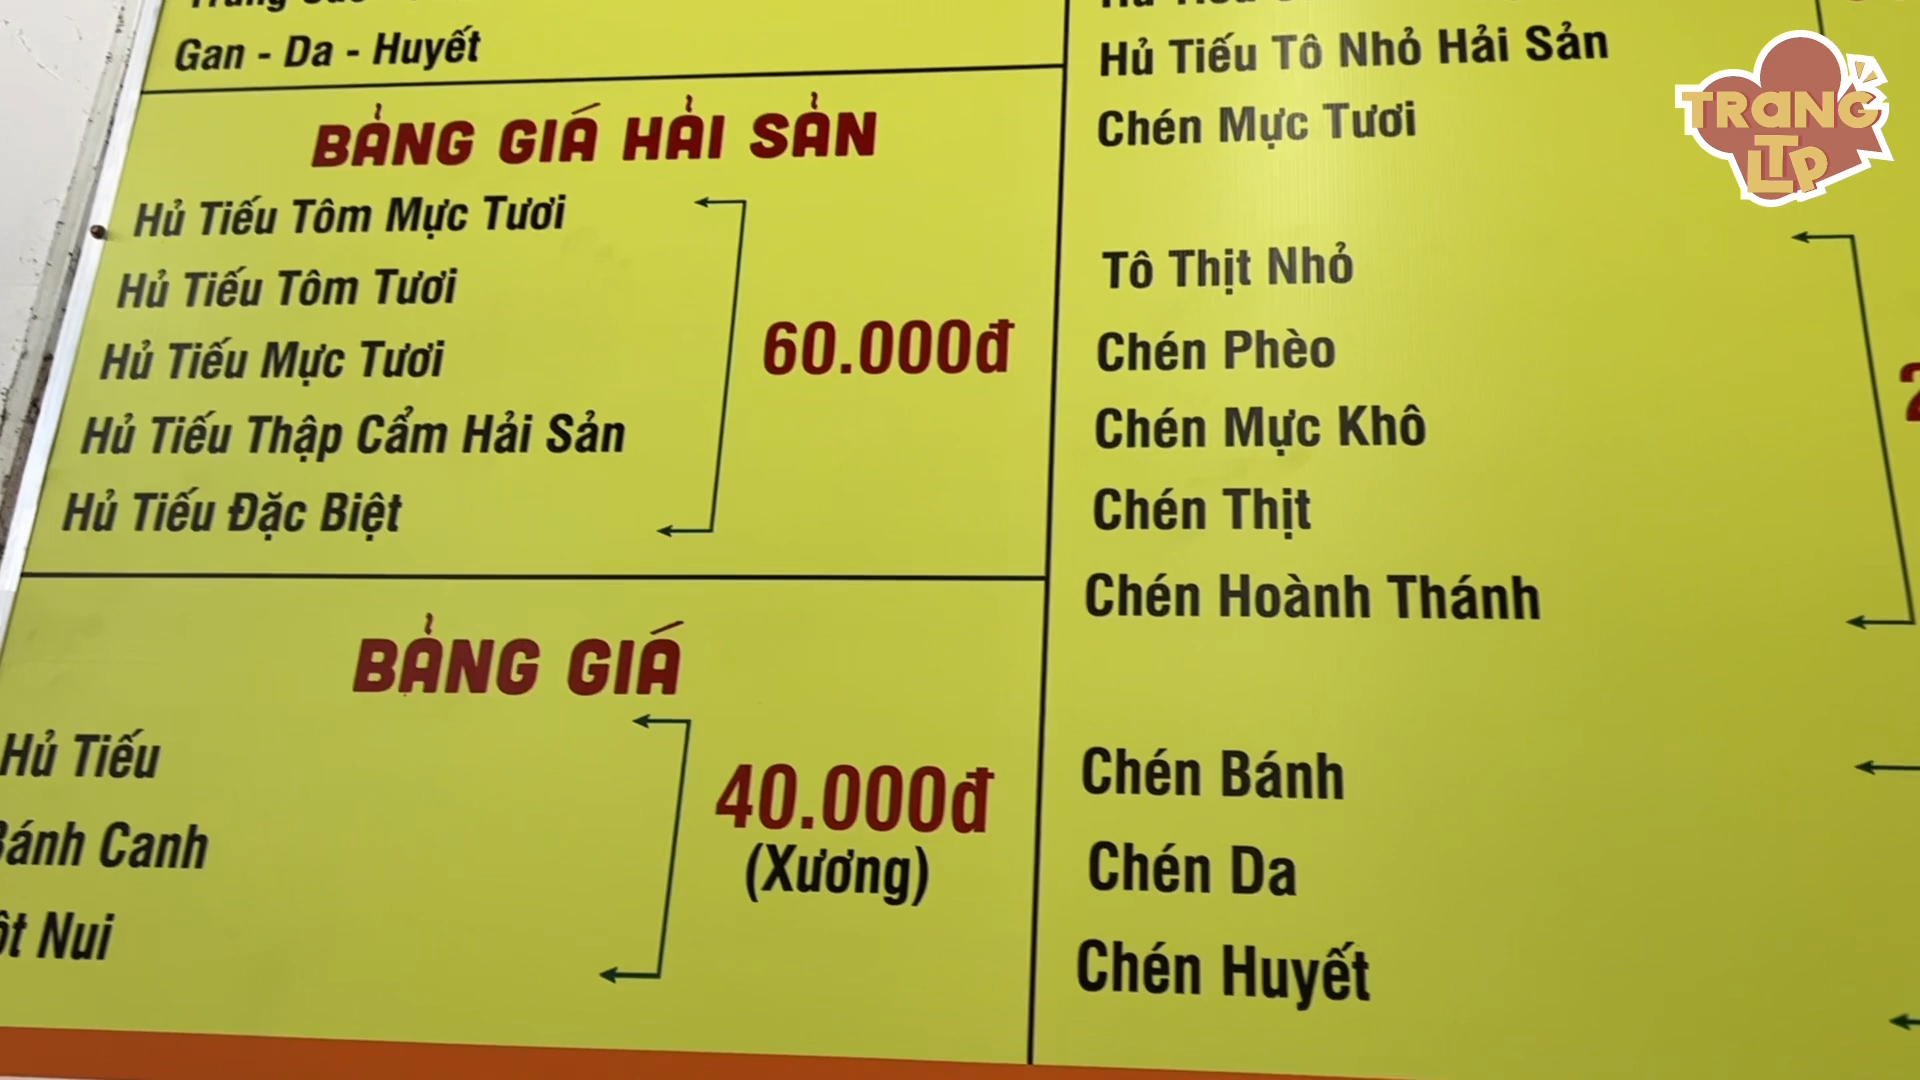 Gan - Da - Huyết
BẢNG GIÁ HẢI SẢN
Hủ Tiếu Tôm Mực Tươi
Hủ Tiếu Tôm Tươi
Hủ Tiếu Mực Tươi
Hủ Tiếu Thập Cẩm Hải Sản
Hủ Tiếu Đặc Biệt
60.000đ
BẢNG GIÁ
Hủ Tiếu
Bánh Canh
Nui
40.000đ
(Xương)
Hủ Tiếu Tô Nhỏ Hải Sản
Chén Mực Tươi
Tô Thịt Nhỏ
Chén Phèo
Chén Mực Khô
Chén Thịt
Chén Hoành Thánh
Chén Bánh
Chén Da
Chén Huyết
TRANG
LTP